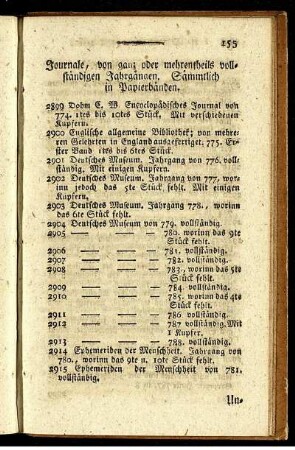 155
Journale, von ganz oder mehrentheils voll-
ständigen Jahrgängen. Sämmtlich
in Papierbänden.
2899 Dohm C. W. Encyclopädisches Journal von
774. 1tes bis 10tes Stück. Mit verschiedenen
Kupfern.
2900 Englische allgemeine Bibliothek; von mehre-
ren Gelehrten in England ausgefertiget; 775. Er-
ster Band 1tes bis 6tes Stück.
2901 Deutsches Museum. Jahrgang von 776. voll-
ständig. Mit einigen Kupfern.
2902 Deutsches Museum. Jahrgang von 777. wor-
inn jedoch das 5te Stück fehlt. Mit einigen
Kupfern.
2903 Deutsches Museum, Jahrgang 778., worinn
das 6te Stück fehlt.
2904 Deutsches Museum von 779. vollständig.
2905 — — — 780. worinn das 9te
Stück fehlt.
2906 — — — 781. vollständig.
2907 — — — 782. vollständig.
2908 — — — 783., worinn das 5te
Stück fehlt.
2909 — — — 784. vollständig.
2910 — — — 785. worinn das 4te
Stück fehlt.
2911 — — — 786 vollständig.
2912 — — — 787 vollständig. Mit
1 Kupfer.
2913 — — — 788. vollständig.
2914 Ephemeriden der Menschheit. Jahrgang von
780., worinn das 9te u. 10te Stück fehlt.
2915 Ephemeriden der Menschheit von 781.
vollständig.
Un-